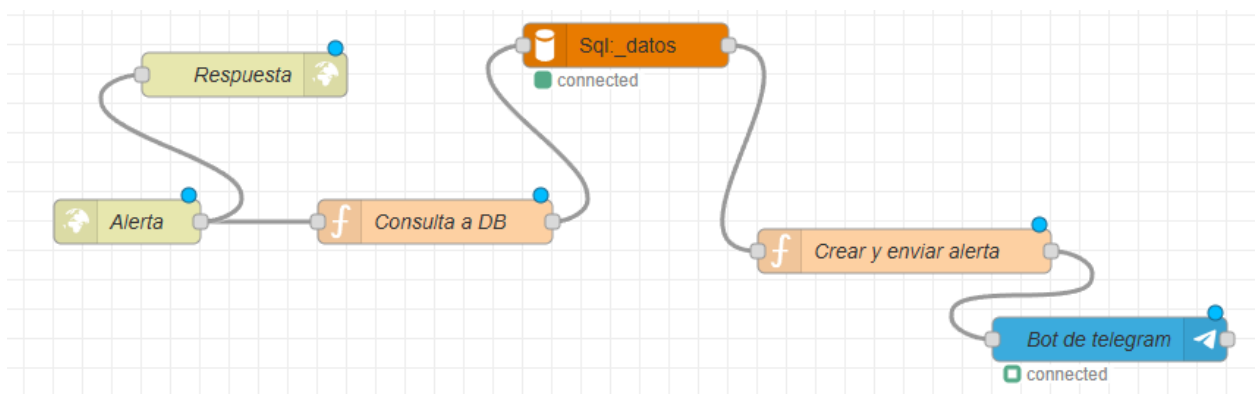 Sql:_datos
connected
Respuesta
Alerta
Consulta a DB
Crear y enviar alerta
Bot de telegram
connected